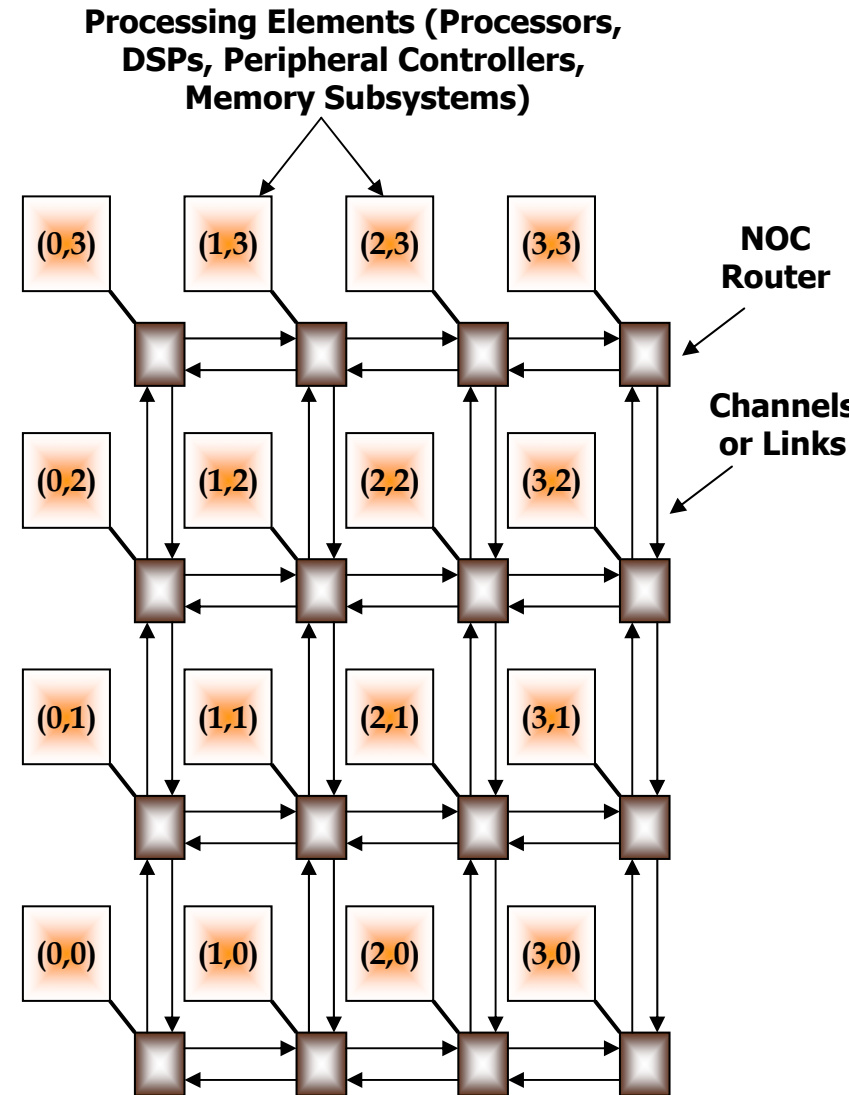 Processing Elements (Processors,
DSPs, Peripheral Controllers,
Memory Subsystems)
(0,3) (1,3) (2,3) (3,3)
NOC
Router
Channels
or Links
(0,2) (1,2) (2,2) (3,2)
(0,1) (1,1) (2,1) (3,1)
(0,0) (1,0) (2,0) (3,0)